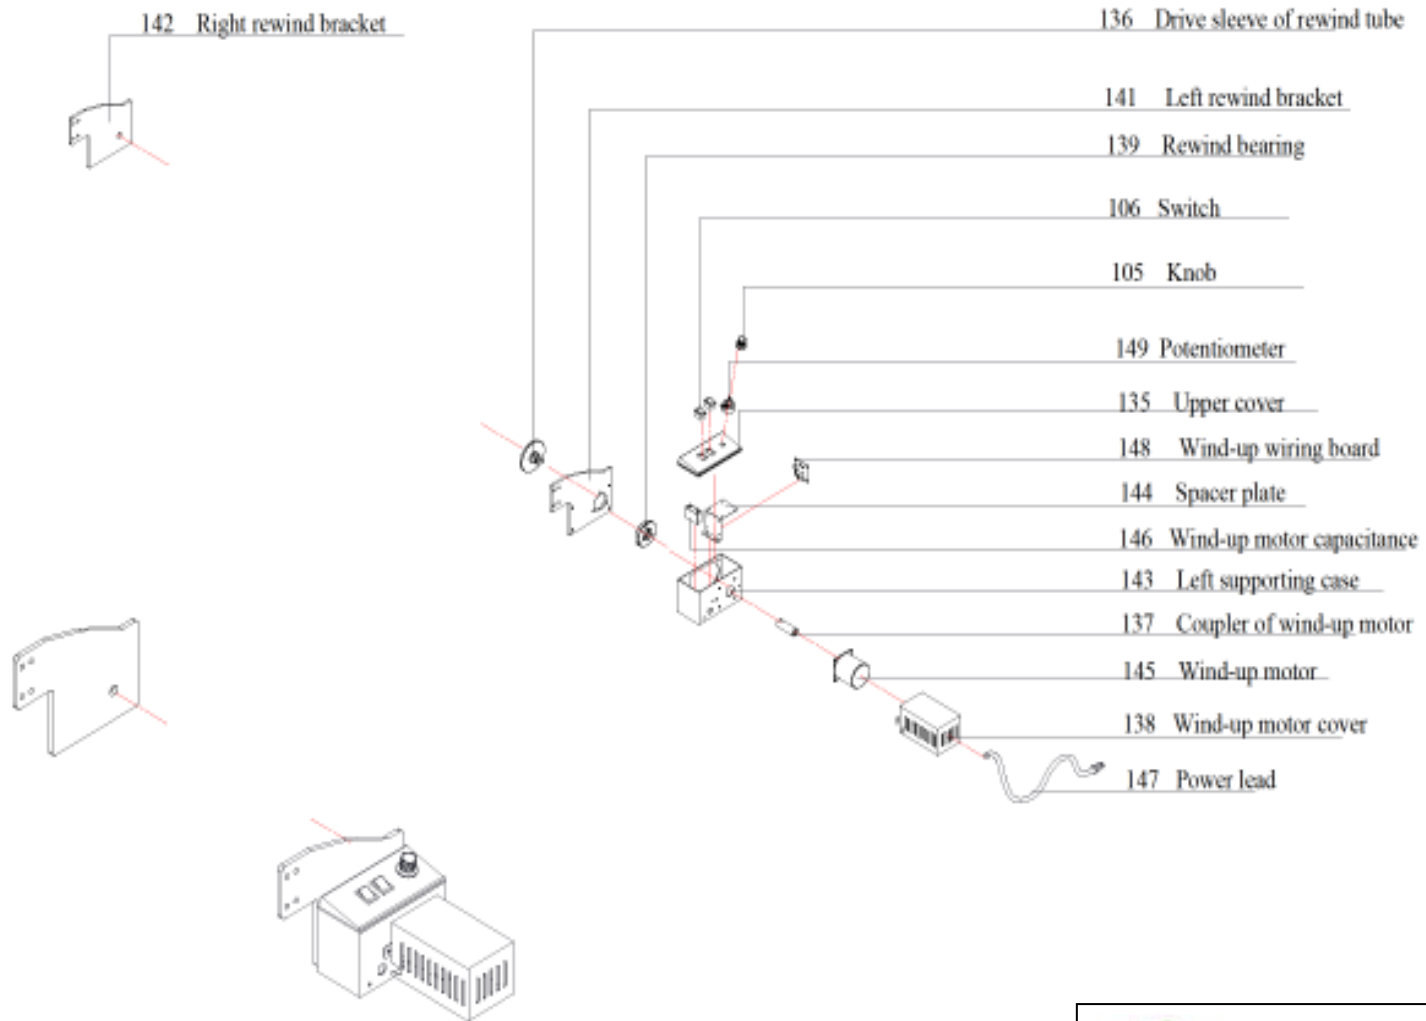 142 Right rewind bracket
136 Drive sleeve of rewind tube
141 Left rewind bracket
139 Rewind bearing
106 Switch
105 Knob
149 Potentiometer
135 Upper cover
148 Wind-up wiring board
144 Spacer plate
146 Wind-up motor capacitance
143 Left supporting case
137 Coupler of wind-up motor
145 Wind-up motor
138 Wind-up motor cover
147 Power lead